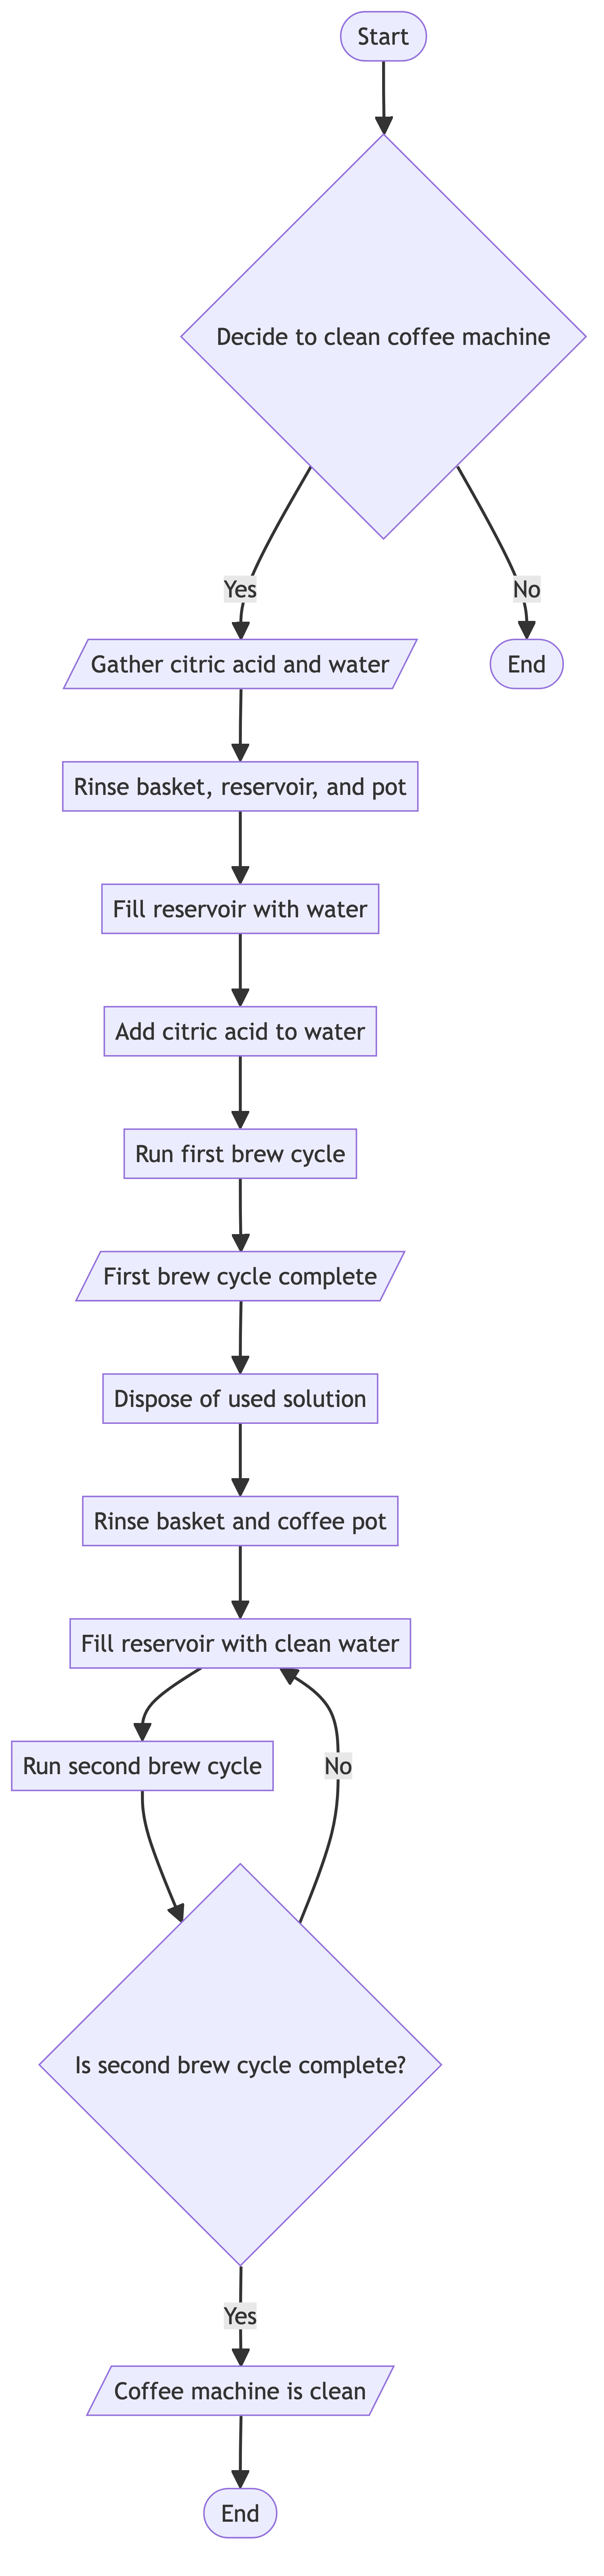 Start
Decide to clean coffee machine
Yes
No
Gather citric acid and water
End
Rinse basket, reservoir, and pot
Fill reservoir with water
Add citric acid to water
Run first brew cycle
First brew cycle complete
Dispose of used solution
Rinse basket and coffee pot
Fill reservoir with clean water
Run second brew cycle
No
Is second brew cycle complete?
Yes
Coffee machine is clean
End